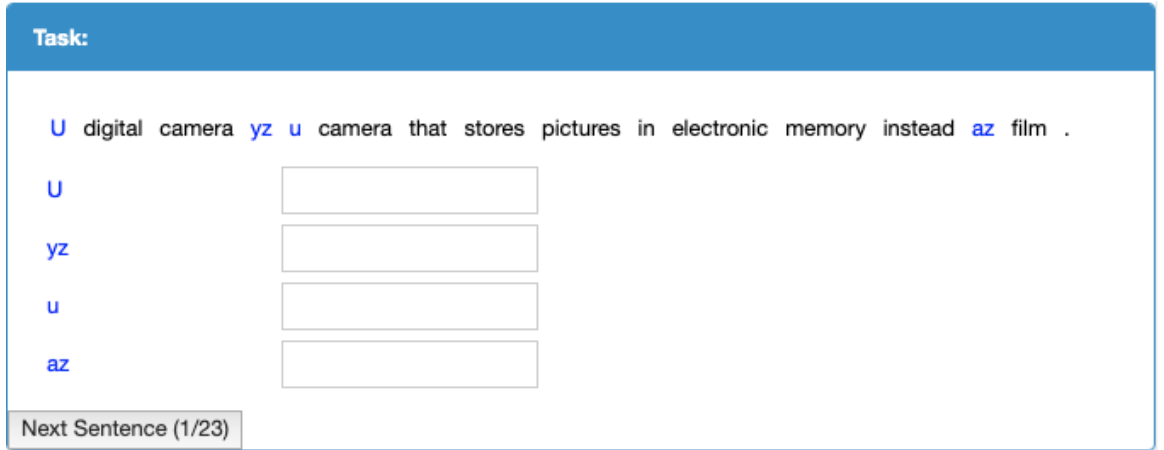 Task:
U digital camera yz u camera that stores pictures in electronic memory instead az film .
U
yz
u
az
Next Sentence (1/23)